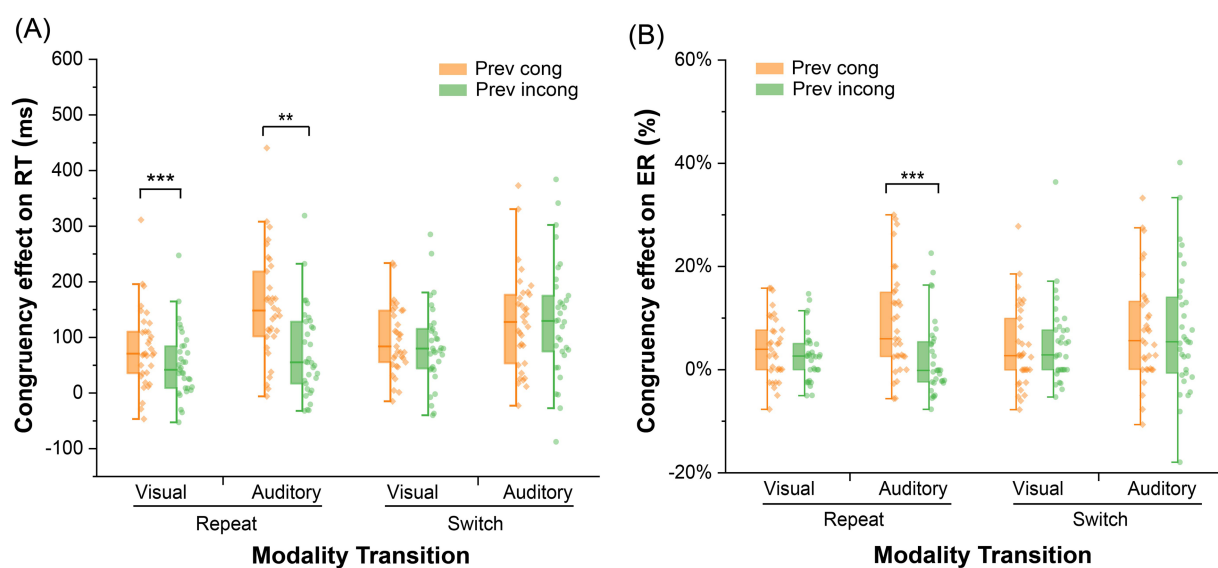 (A)
Congruency effect on RT (ms)
600
500
400
300
200
100
0
-100
Prev cong
Prev incong
***
**
Visual Auditory Visual Auditory
Repeat Switch
Modality Transition
(B)
Congruency effect on ER (%)
60%
40%
20%
0%
-20%
Prev cong
Prev incong
***
Visual Auditory Visual Auditory
Repeat Switch
Modality Transition